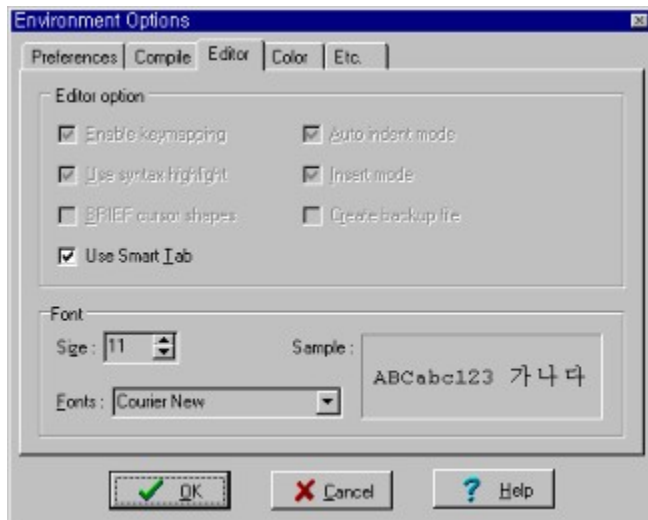 Environment Options
Preferences Compile Editor Color Etc.
Editor option
Enable keymapping Auto indent mode
Use syntax highlight Insert mode
BRIEF cursor shapes Create backup file
Use Smart Tab
Font
Size : 11 Sample :
ABCabc123 가나다
Fonts : Courier New
OK Cancel Help